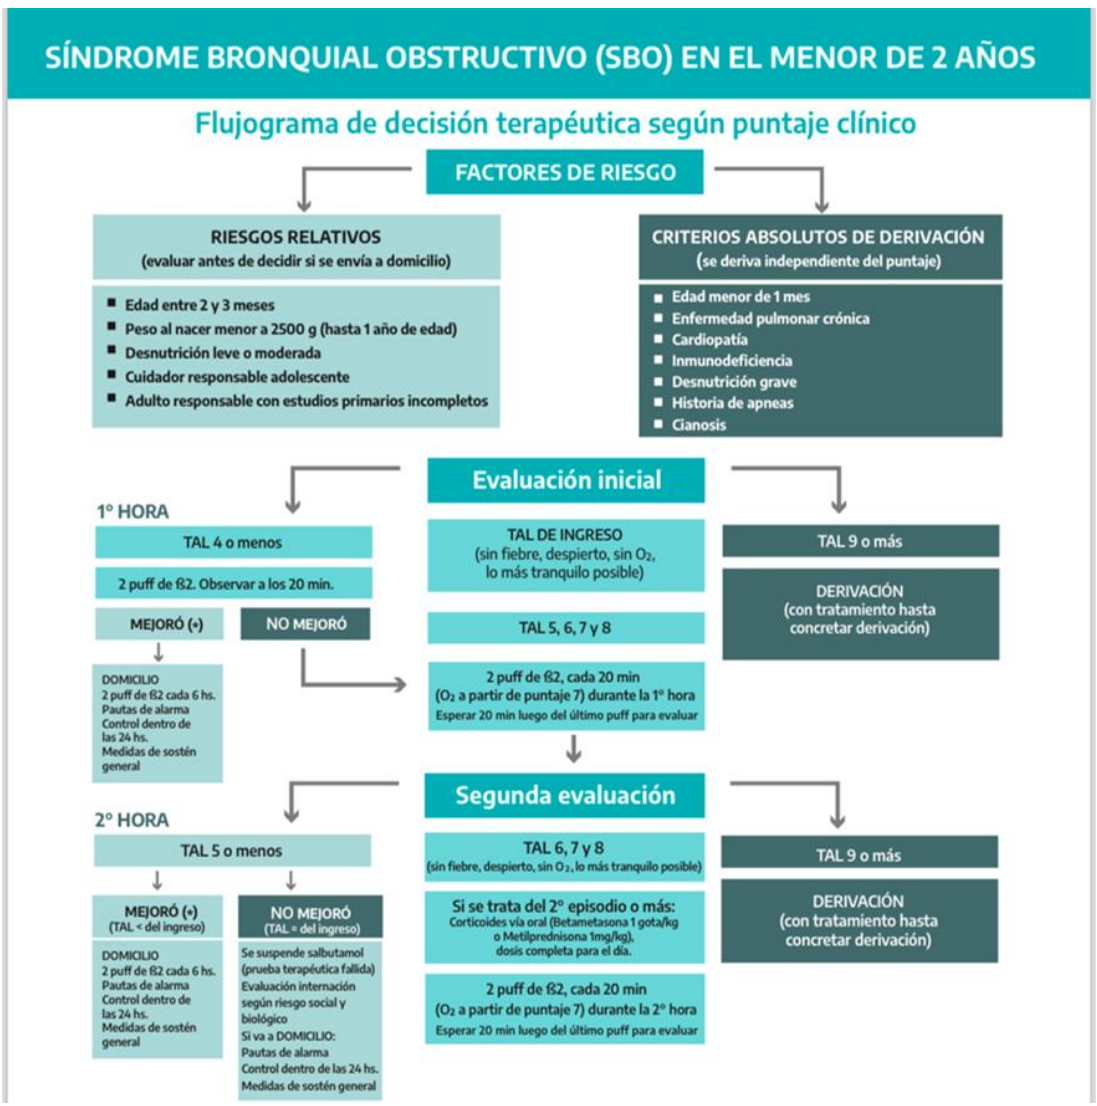 SÍNDROME BRONQUIAL OBSTRUCTIVO (SBO) EN EL MENOR DE 2 AÑOS
Flujograma de decisión terapéutica según puntaje clínico
FACTORES DE RIESGO
RIESGOS RELATIVOS
(evaluar antes de decidir si se envía a domicilio)
Edad entre 2 y 3 meses
Peso al nacer menor a 2500 g (hasta 1 año de edad)
Desnutrición leve o moderada
Cuidador responsable adolescente
Adulto responsable con estudios primarios incompletos
CRITERIOS ABSOLUTOS DE DERIVACIÓN
(se deriva independiente del puntaje)
Edad menor de 1 mes
Enfermedad pulmonar crónica
Cardiopatía
Inmunodeficiencia
Desnutrición grave
Historia de apneas
Cianosis
Evaluación inicial
1° HORA
TAL 4 o menos
2 puff de ß2. Observar a los 20 min.
MEJORÓ (*)
NO MEJORÓ
DOMICILIO
2 puff de ß2 cada 6 hs.
Pautas de alarma
Control dentro de
las 24 hs.
Medidas de sostén
general
TAL DE INGRESO
(sin fiebre, despierto, sin O₂,
lo más tranquilo posible)
TAL 5, 6, 7 y 8
2 puff de ß2, cada 20 min
(O₂ a partir de puntaje 7) durante la 1° hora
Esperar 20 min luego del último puff para evaluar
TAL 9 o más
DERIVACIÓN
(con tratamiento hasta
concretar derivación)
Segunda evaluación
2° HORA
TAL 5 o menos
MEJORÓ (*)
(TAL < del ingreso)
DOMICILIO
2 puff de ß2 cada 6 hs.
Pautas de alarma
Control dentro de
las 24 hs.
Medidas de sostén
general
NO MEJORÓ
(TAL = del ingreso)
Se suspende salbutamol
(prueba terapéutica fallida)
Evaluación internación
según riesgo social y
biológico
Si va a DOMICILIO:
Pautas de alarma
Control dentro de las 24 hs.
Medidas de sostén general
TAL 6, 7 y 8
(sin fiebre, despierto, sin O₂, lo más tranquilo posible)
Si se trata del 2° episodio o más:
Corticoides vía oral (Betametasona 1 gota/kg
o Metilprednisona 1mg/kg),
dosis completa para el día.
2 puff de ß2, cada 20 min
(O₂ a partir de puntaje 7) durante la 2° hora
Esperar 20 min luego del último puff para evaluar
TAL 9 o más
DERIVACIÓN
(con tratamiento hasta
concretar derivación)